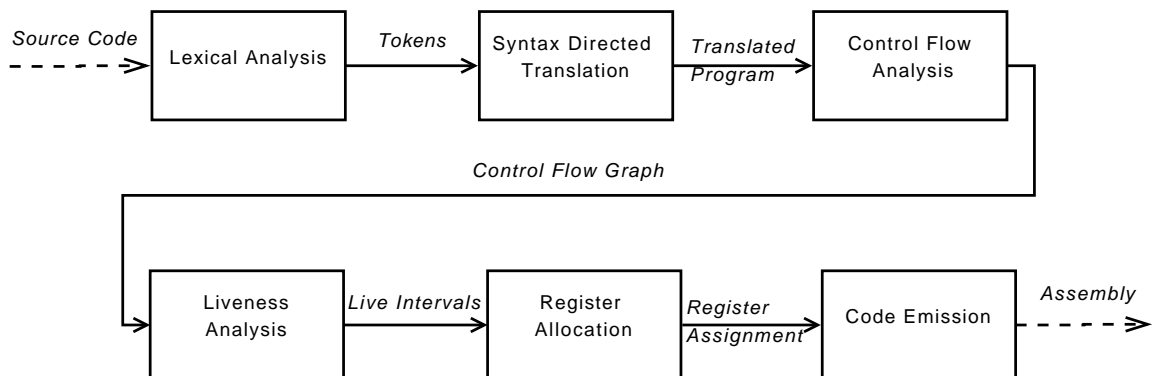 Source Code
Lexical Analysis
Tokens
Syntax Directed
Translation
Translated
Program
Control Flow
Analysis
Control Flow Graph
Liveness
Analysis
Live Intervals
Register
Allocation
Register
Assignment
Code Emission
Assembly